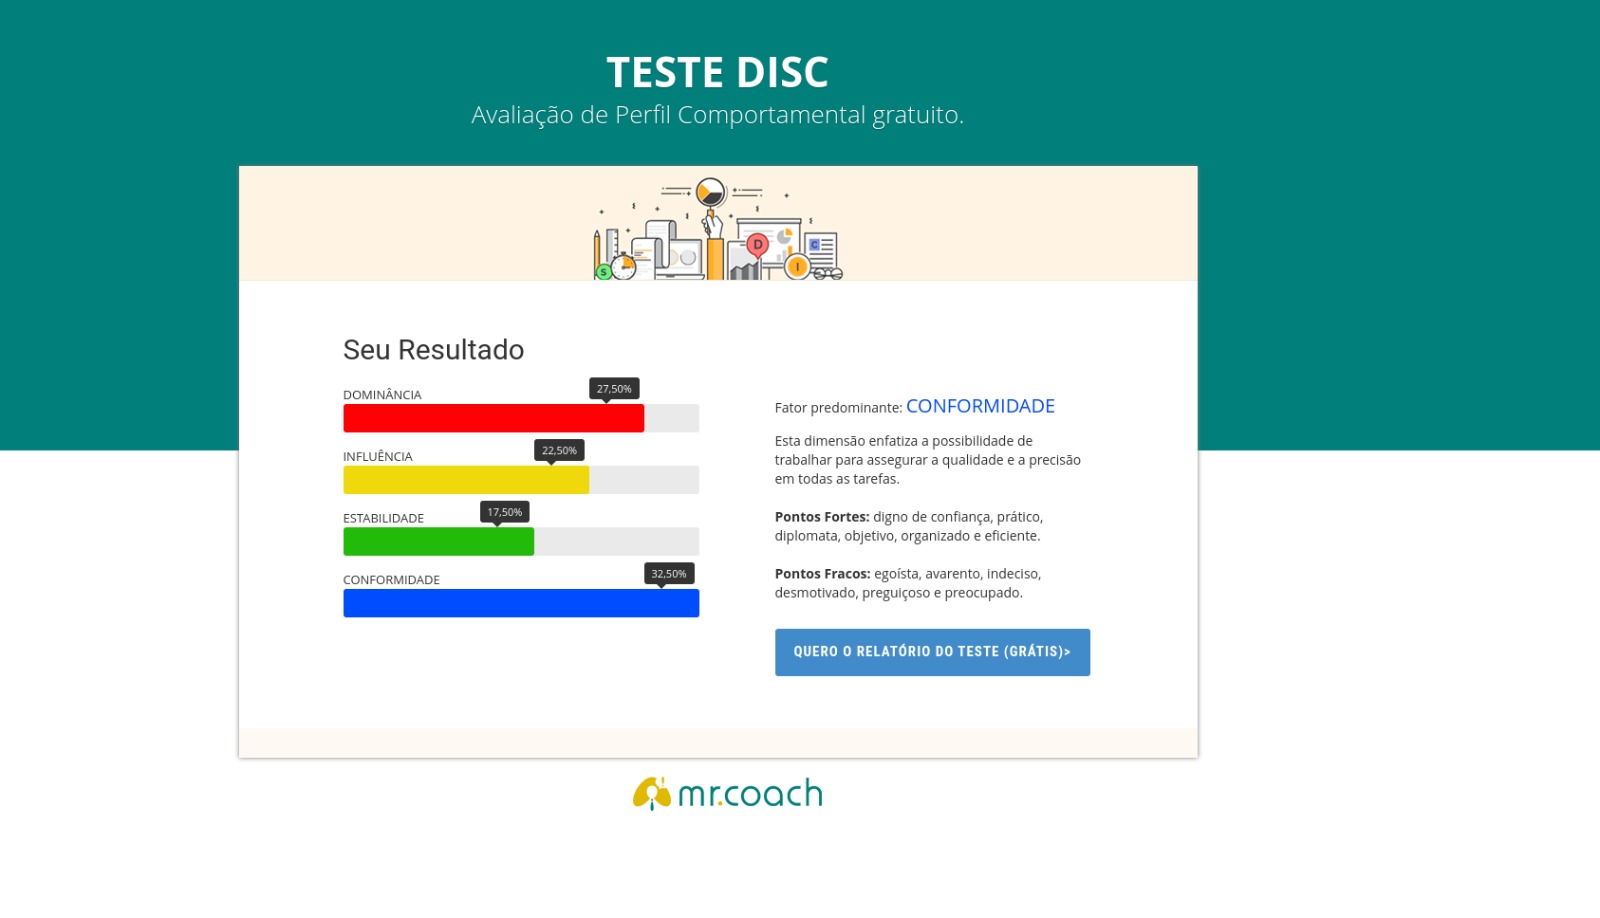 TESTE DISC
Avaliação de Perfil Comportamental gratuito.
S
D
I
C
Seu Resultado
DOMINÂNCIA
27,50%
INFLUÊNCIA
22,50%
ESTABILIDADE
17,50%
CONFORMIDADE
32,50%
Fator predominante: CONFORMIDADE
Esta dimensão enfatiza a possibilidade de
trabalhar para assegurar a qualidade e a precisão
em todas as tarefas.
Pontos Fortes: digno de confiança, prático,
diplomata, objetivo, organizado e eficiente.
Pontos Fracos: egoísta, avarento, indeciso,
desmotivado, preguiçoso e preocupado.
QUERO O RELATÓRIO DO TESTE (GRÁTIS)>
mr.coach